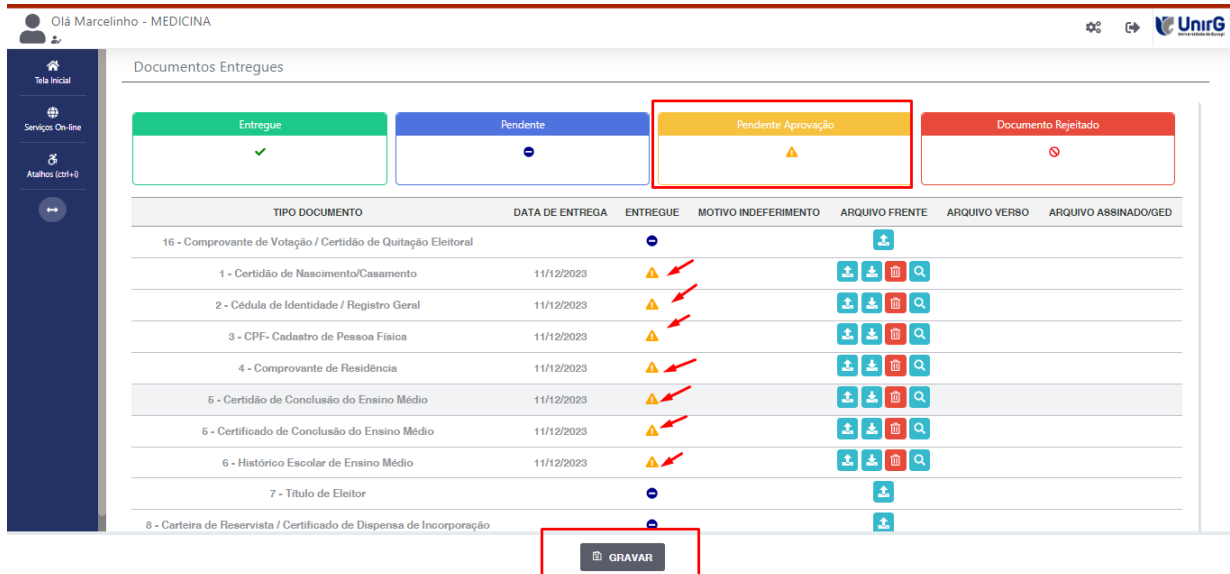 Olá Marcelinho - MEDICINA
UnirG
Tela Inicial
Serviços On-line
Atalhos (ctrl+i)
Documentos Entregues
Entregue
Pendente
Pendente Aprovação
Documento Rejeitado
TIPO DOCUMENTO DATA DE ENTREGA ENTREGUE MOTIVO INDEFERIMENTO ARQUIVO FRENTE ARQUIVO VERSO ARQUIVO ASSINADO/GED
16 - Comprovante de Votação / Certidão de Quitação Eleitoral
1 - Certidão de Nascimento/Casamento 11/12/2023
2 - Cédula de Identidade / Registro Geral 11/12/2023
3 - CPF- Cadastro de Pessoa Física 11/12/2023
4 - Comprovante de Residência 11/12/2023
5 - Certidão de Conclusão do Ensino Médio 11/12/2023
6 - Certificado de Conclusão do Ensino Médio 11/12/2023
6 - Histórico Escolar de Ensino Médio 11/12/2023
7 - Título de Eleitor
8 - Carteira de Reservista / Certificado de Dispensa de Incorporação
GRAVAR